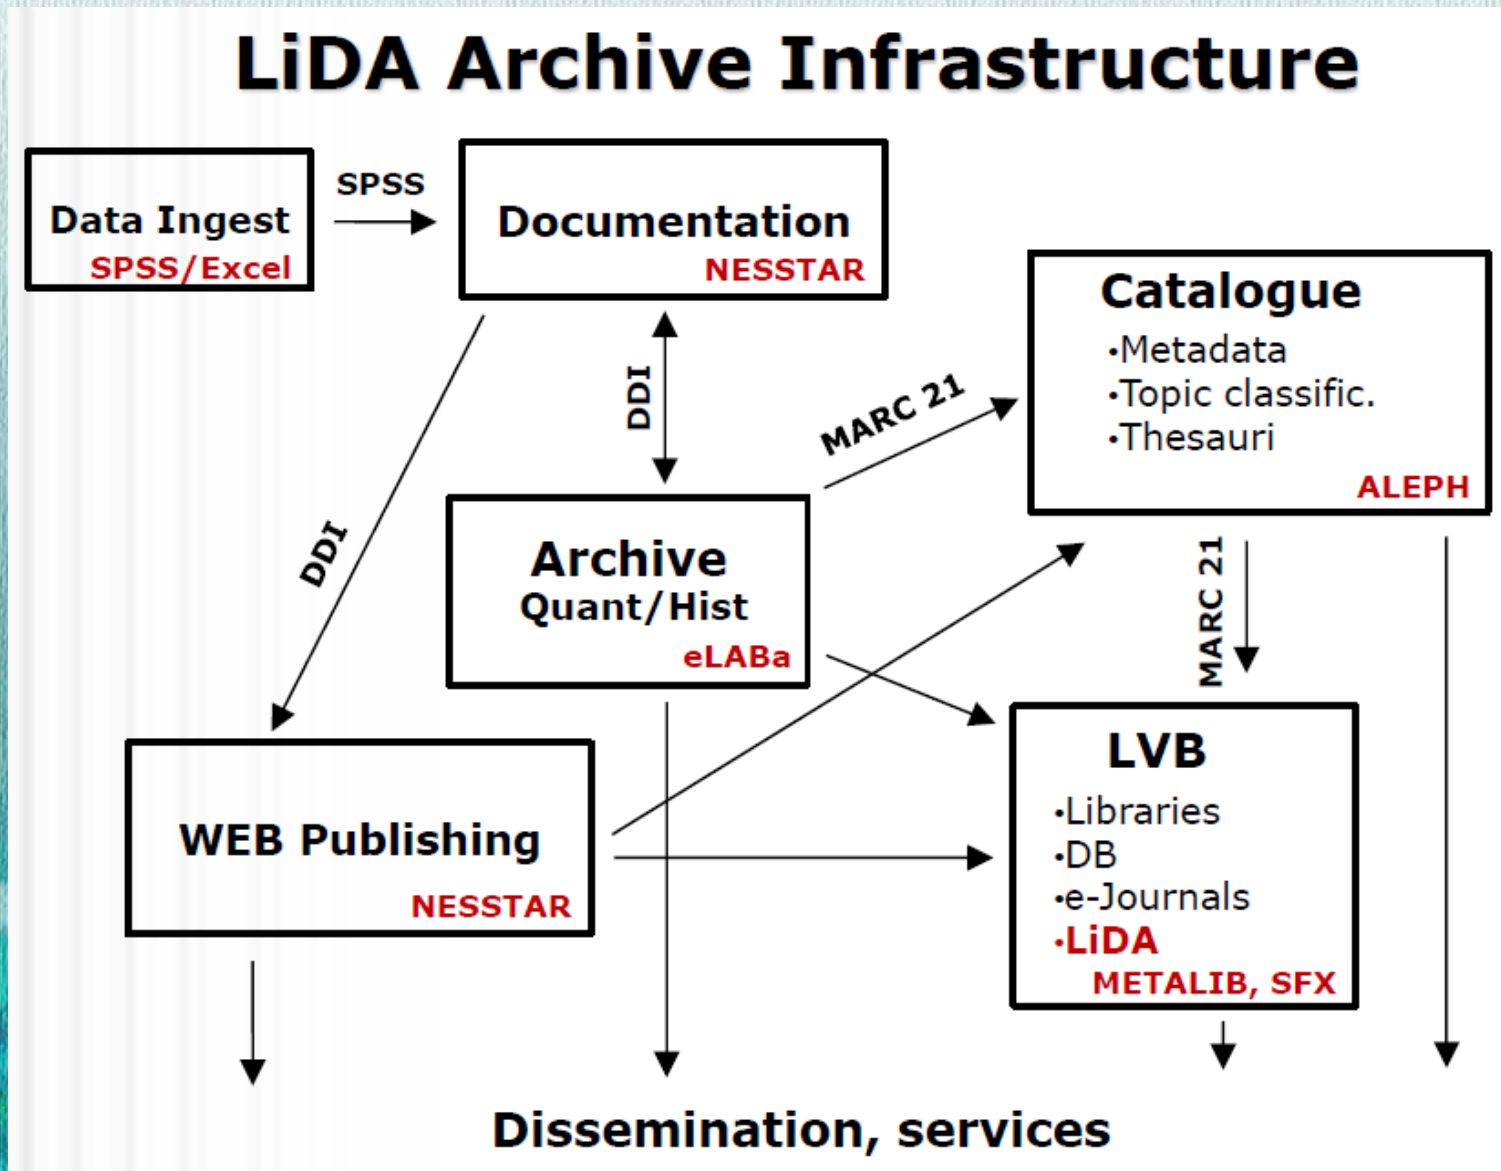 LiDA Archive Infrastructure
Data Ingest
SPSS/Excel
SPSS
Documentation
NESSTAR
Catalogue
•Metadata
•Topic classific.
•Thesauri
ALEPH
DDI
DDI
MARC 21
Archive
Quant/Hist
eLABa
MARC 21
WEB Publishing
NESSTAR
LVB
•Libraries
•DB
•e-Journals
•LiDA
METALIB, SFX
Dissemination, services